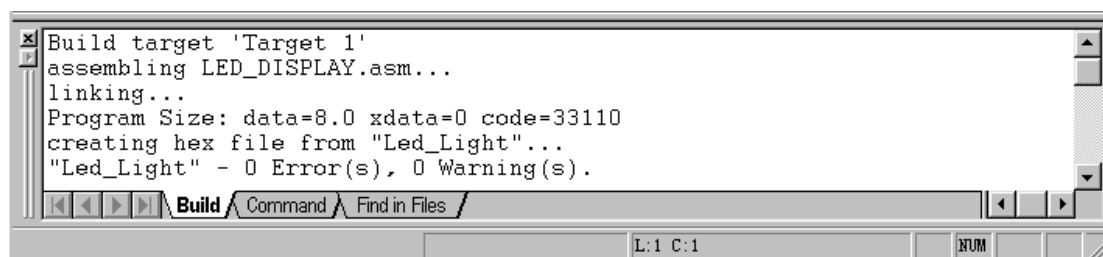 Build target 'Target 1'
assembling LED_DISPLAY.asm...
linking...
Program Size: data=8.0 xdata=0 code=33110
creating hex file from "Led_Light"...
"Led_Light" - 0 Error(s), 0 Warning(s).
Build Command Find in Files
L:1 C:1 NUM